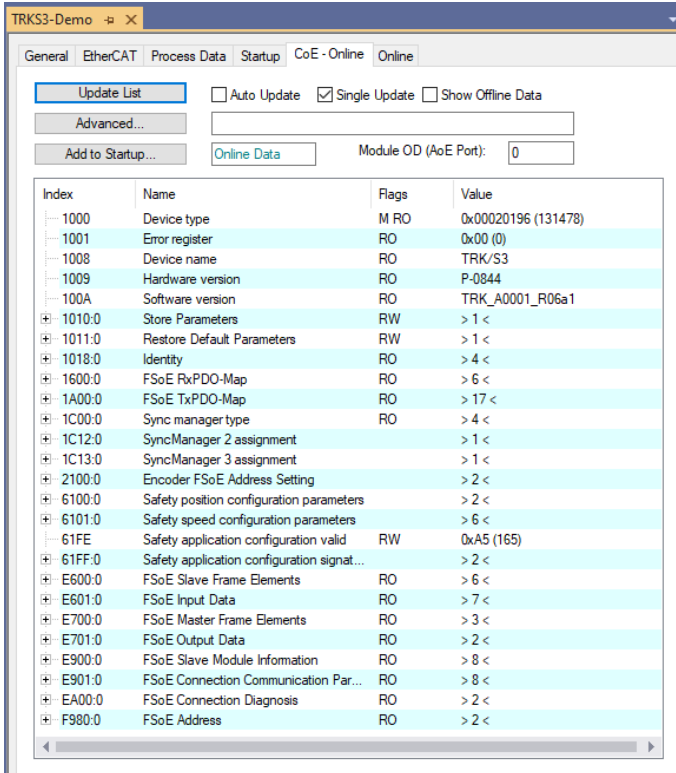 TRKS3-Demo
General EtherCAT Process Data Startup CoE - Online Online
Update List Auto Update Single Update Show Offline Data
Advanced...
Add to Startup... Online Data Module OD (AoE Port): 0
Index Name Flags Value
1000 Device type M RO 0x00020196 (131478)
1001 Error register RO 0x00 (0)
1008 Device name RO TRK/S3
1009 Hardware version RO P-0844
100A Software version RO TRK_A0001_R06a1
1010:0 Store Parameters RW > 1 <
1011:0 Restore Default Parameters RW > 1 <
1018:0 Identity RO > 4 <
1600:0 FSoE RxPDO-Map RO > 6 <
1A00:0 FSoE TxPDO-Map RO > 17 <
1C00:0 Sync manager type RO > 4 <
1C12:0 SyncManager 2 assignment > 1 <
1C13:0 SyncManager 3 assignment > 1 <
2100:0 Encoder FSoE Address Setting > 2 <
6100:0 Safety position configuration parameters > 2 <
6101:0 Safety speed configuration parameters > 6 <
61FE Safety application configuration valid RW 0xA5 (165)
61FF:0 Safety application configuration signat... > 2 <
E600:0 FSoE Slave Frame Elements RO > 6 <
E601:0 FSoE Input Data RO > 7 <
E700:0 FSoE Master Frame Elements RO > 3 <
E701:0 FSoE Output Data RO > 2 <
E900:0 FSoE Slave Module Information RO > 8 <
E901:0 FSoE Connection Communication Par... RO > 8 <
EA00:0 FSoE Connection Diagnosis RO > 2 <
F980:0 FSoE Address RO > 2 <